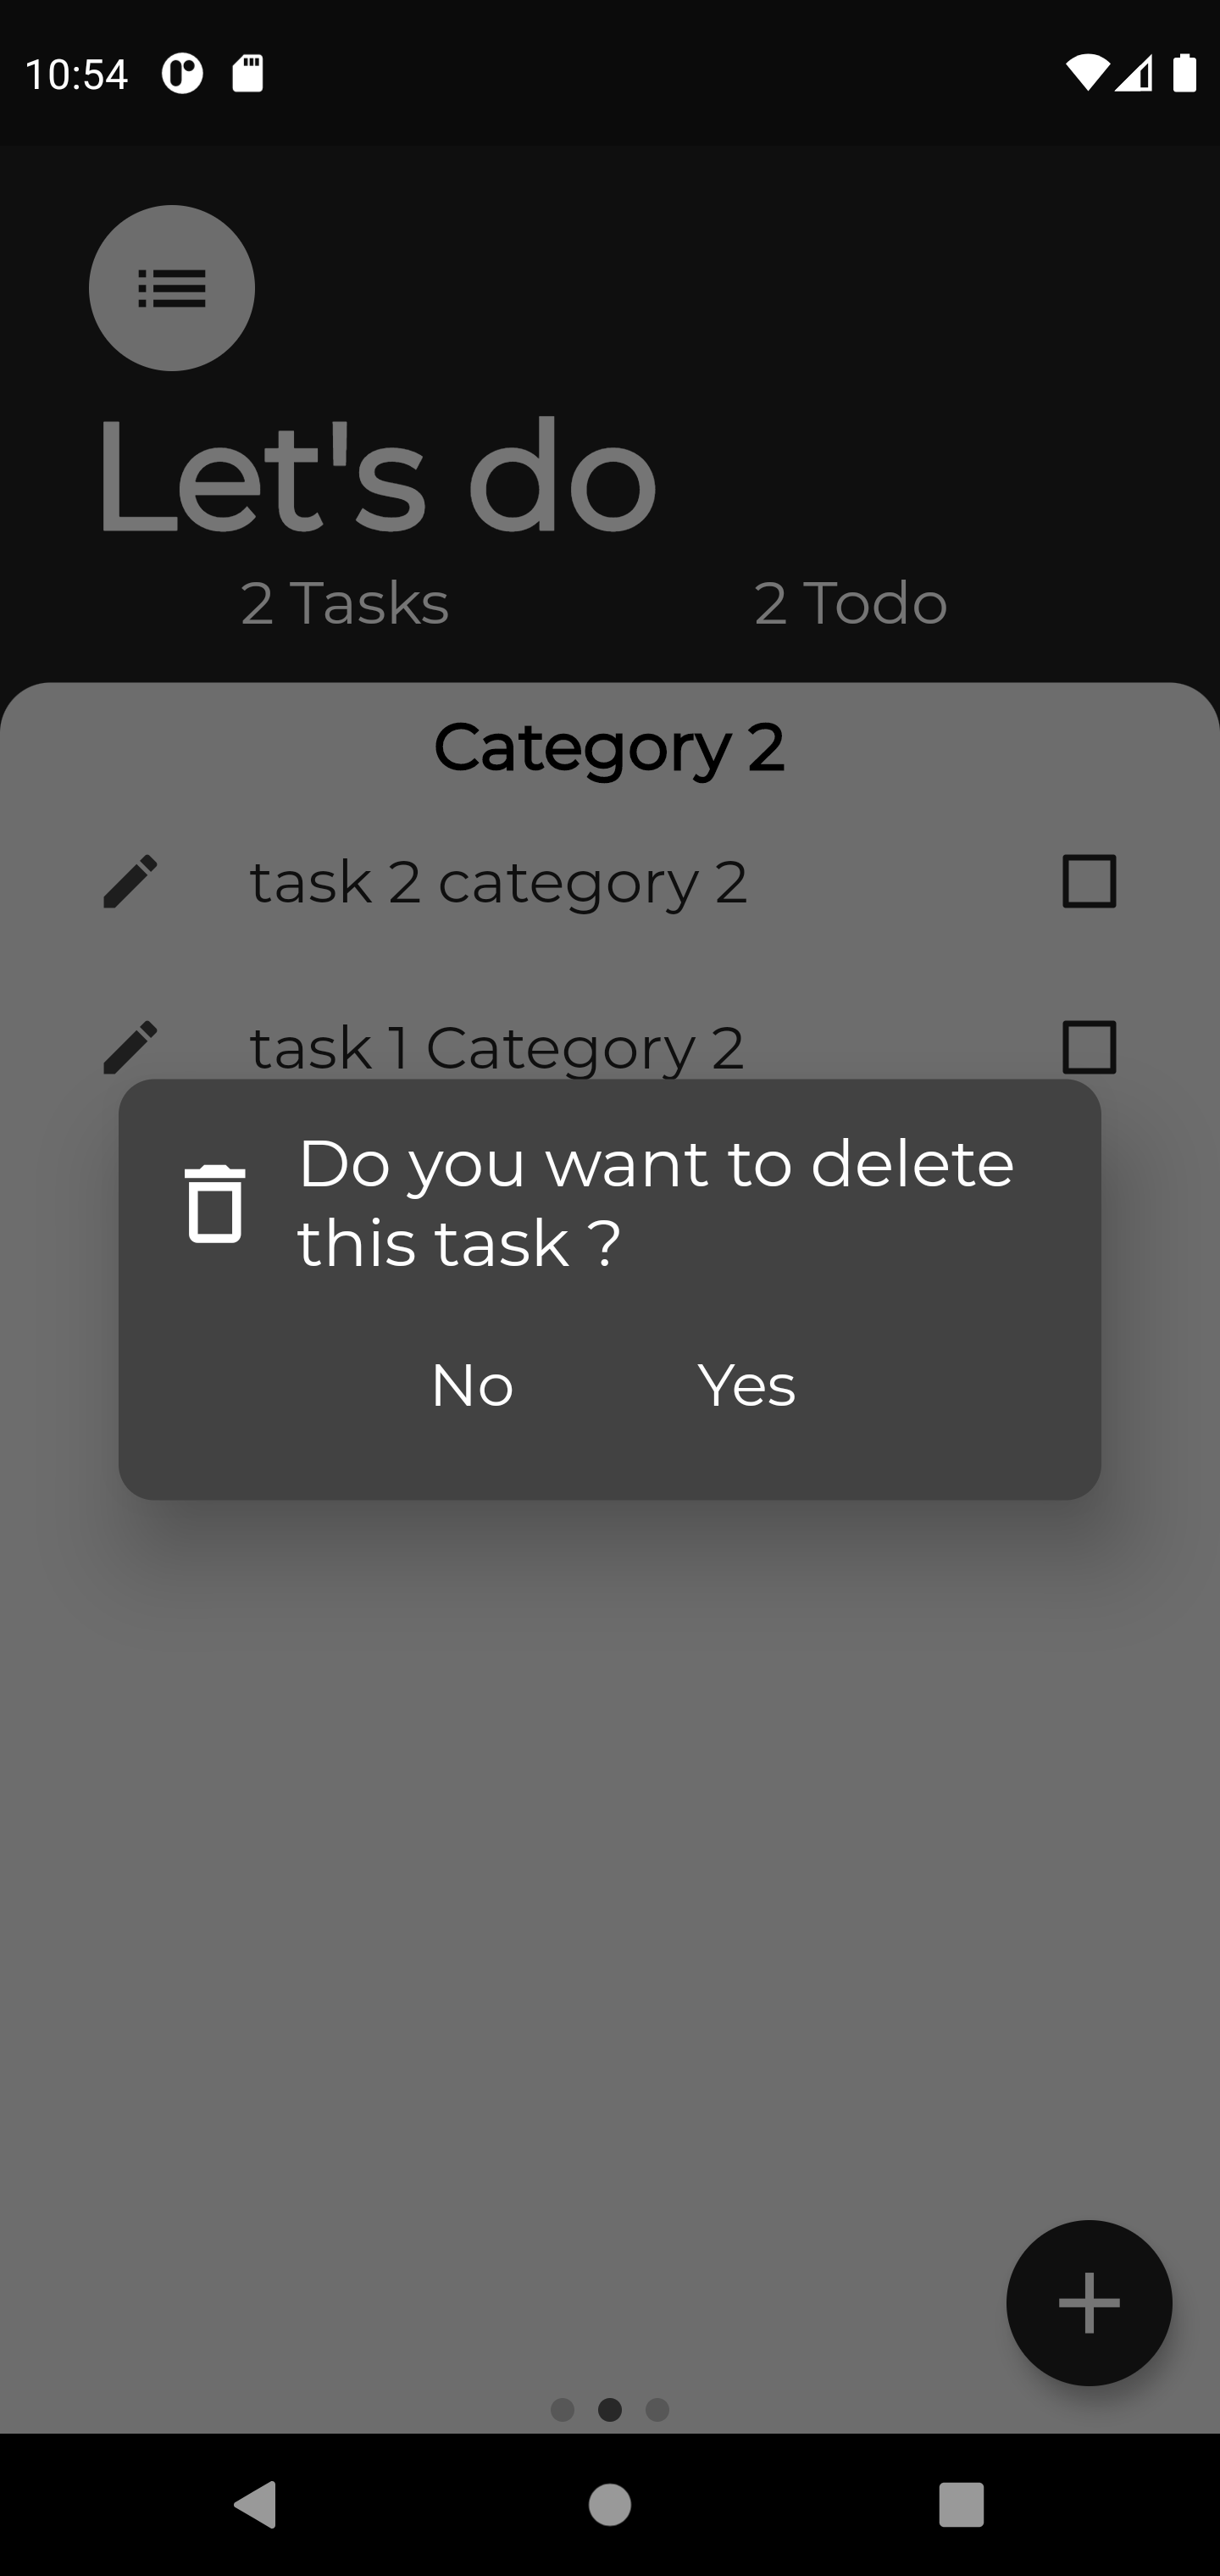 10:54
Let's do
2 Tasks 2 Todo
Category 2
task 2 category 2
task 1 Category 2
Do you want to delete
this task ?
No Yes